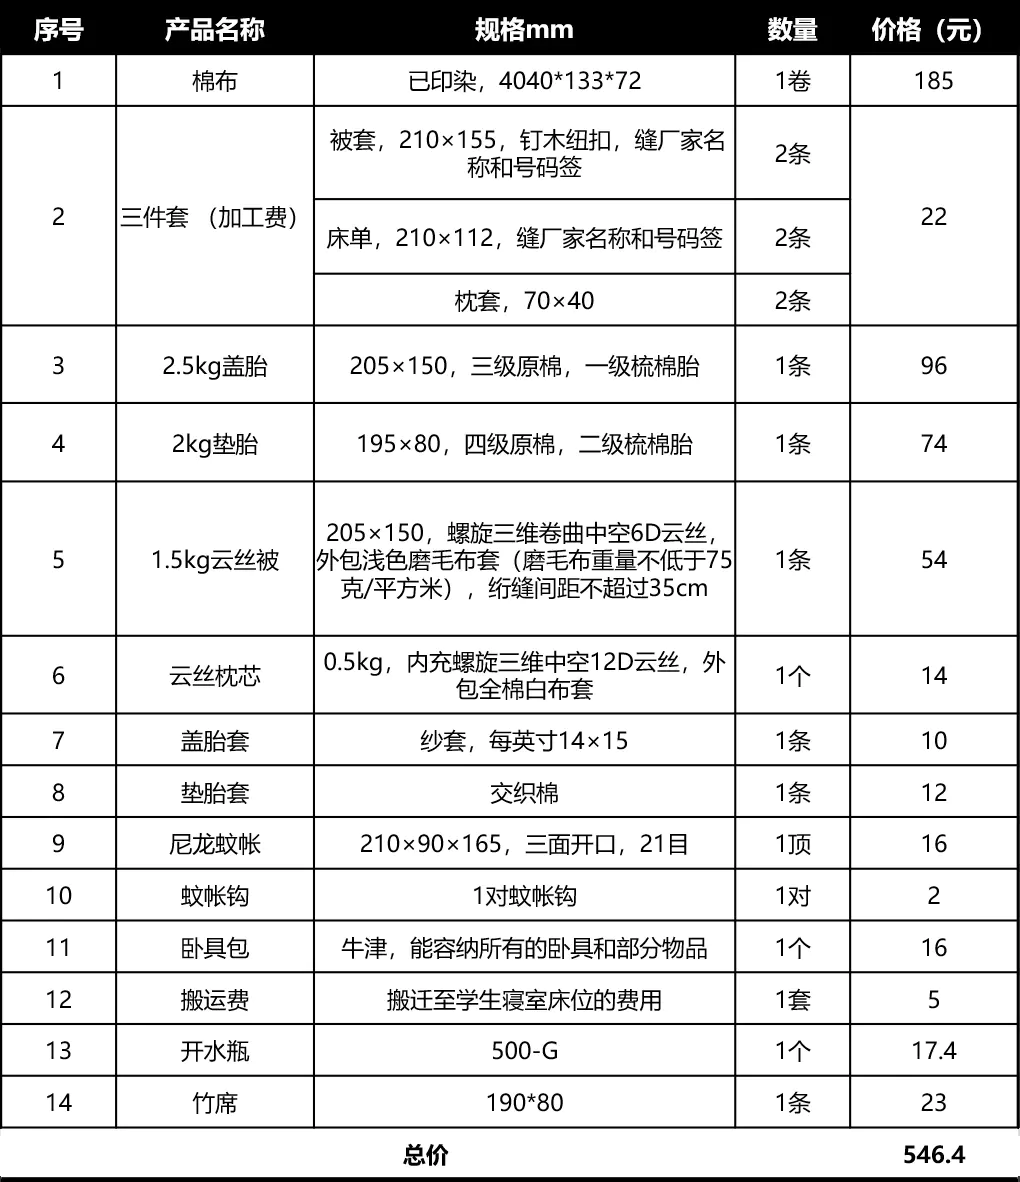 序号 产品名称 规格mm 数量 价格（元）
1 棉布 已印染，4040*133*72 1卷 185
2 三件套 （加工费） 被套，210×155，钉木纽扣，缝厂家名
称和号码签 2条 22
床单，210×112，缝厂家名称和号码签 2条
枕套，70×40 2条
3 2.5kg盖胎 205×150，三级原棉，一级梳棉胎 1条 96
4 2kg垫胎 195×80，四级原棉，二级梳棉胎 1条 74
5 1.5kg云丝被 205×150，螺旋三维卷曲中空6D云丝，
外包浅色磨毛布套（磨毛布重量不低于75
克/平方米），绗缝间距不超过35cm 1条 54
6 云丝枕芯 0.5kg，内充螺旋三维中空12D云丝，外
包全棉白布套 1个 14
7 盖胎套 纱套，每英寸14×15 1条 10
8 垫胎套 交织棉 1条 12
9 尼龙蚊帐 210×90×165，三面开口，21目 1顶 16
10 蚊帐钩 1对蚊帐钩 1对 2
11 卧具包 牛津，能容纳所有的卧具和部分物品 1个 16
12 搬运费 搬迁至学生寝室床位的费用 1套 5
13 开水瓶 500-G 1个 17.4
14 竹席 190*80 1条 23
总价 546.4